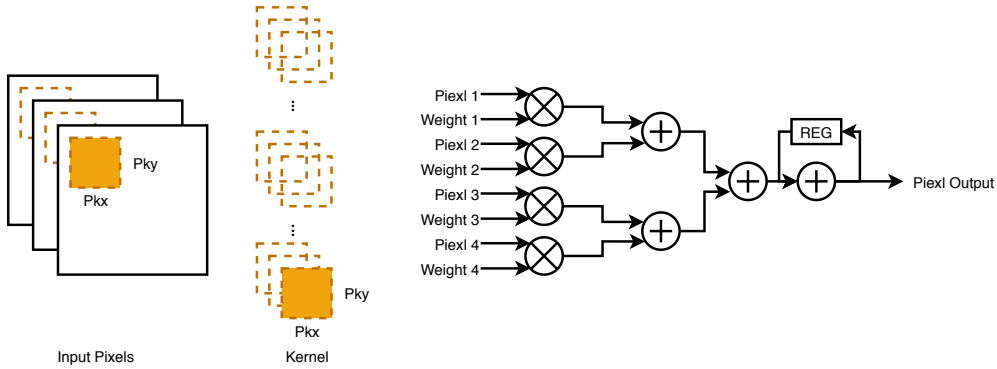 Piexl 1
Weight 1
Piexl 2
Weight 2
Piexl 3
Weight 3
Piexl 4
Weight 4
REG
Piexl Output
Pky
Pkx
...
...
Pky
Pkx
Input Pixels
Kernel